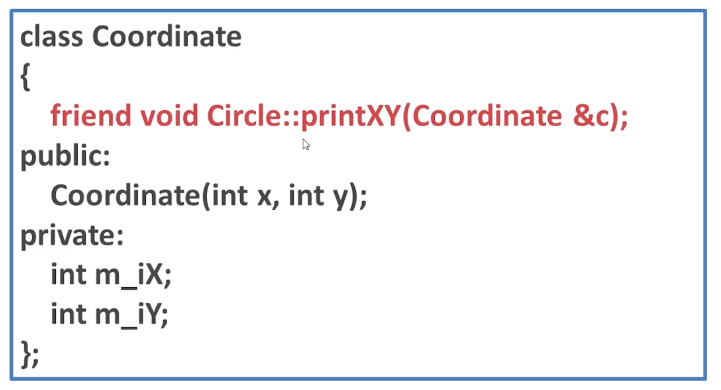 class Coordinate
{
friend void Circle::printXY(Coordinate &c);
public:
Coordinate(int x, int y);
private:
int m_iX;
int m_iY;
};